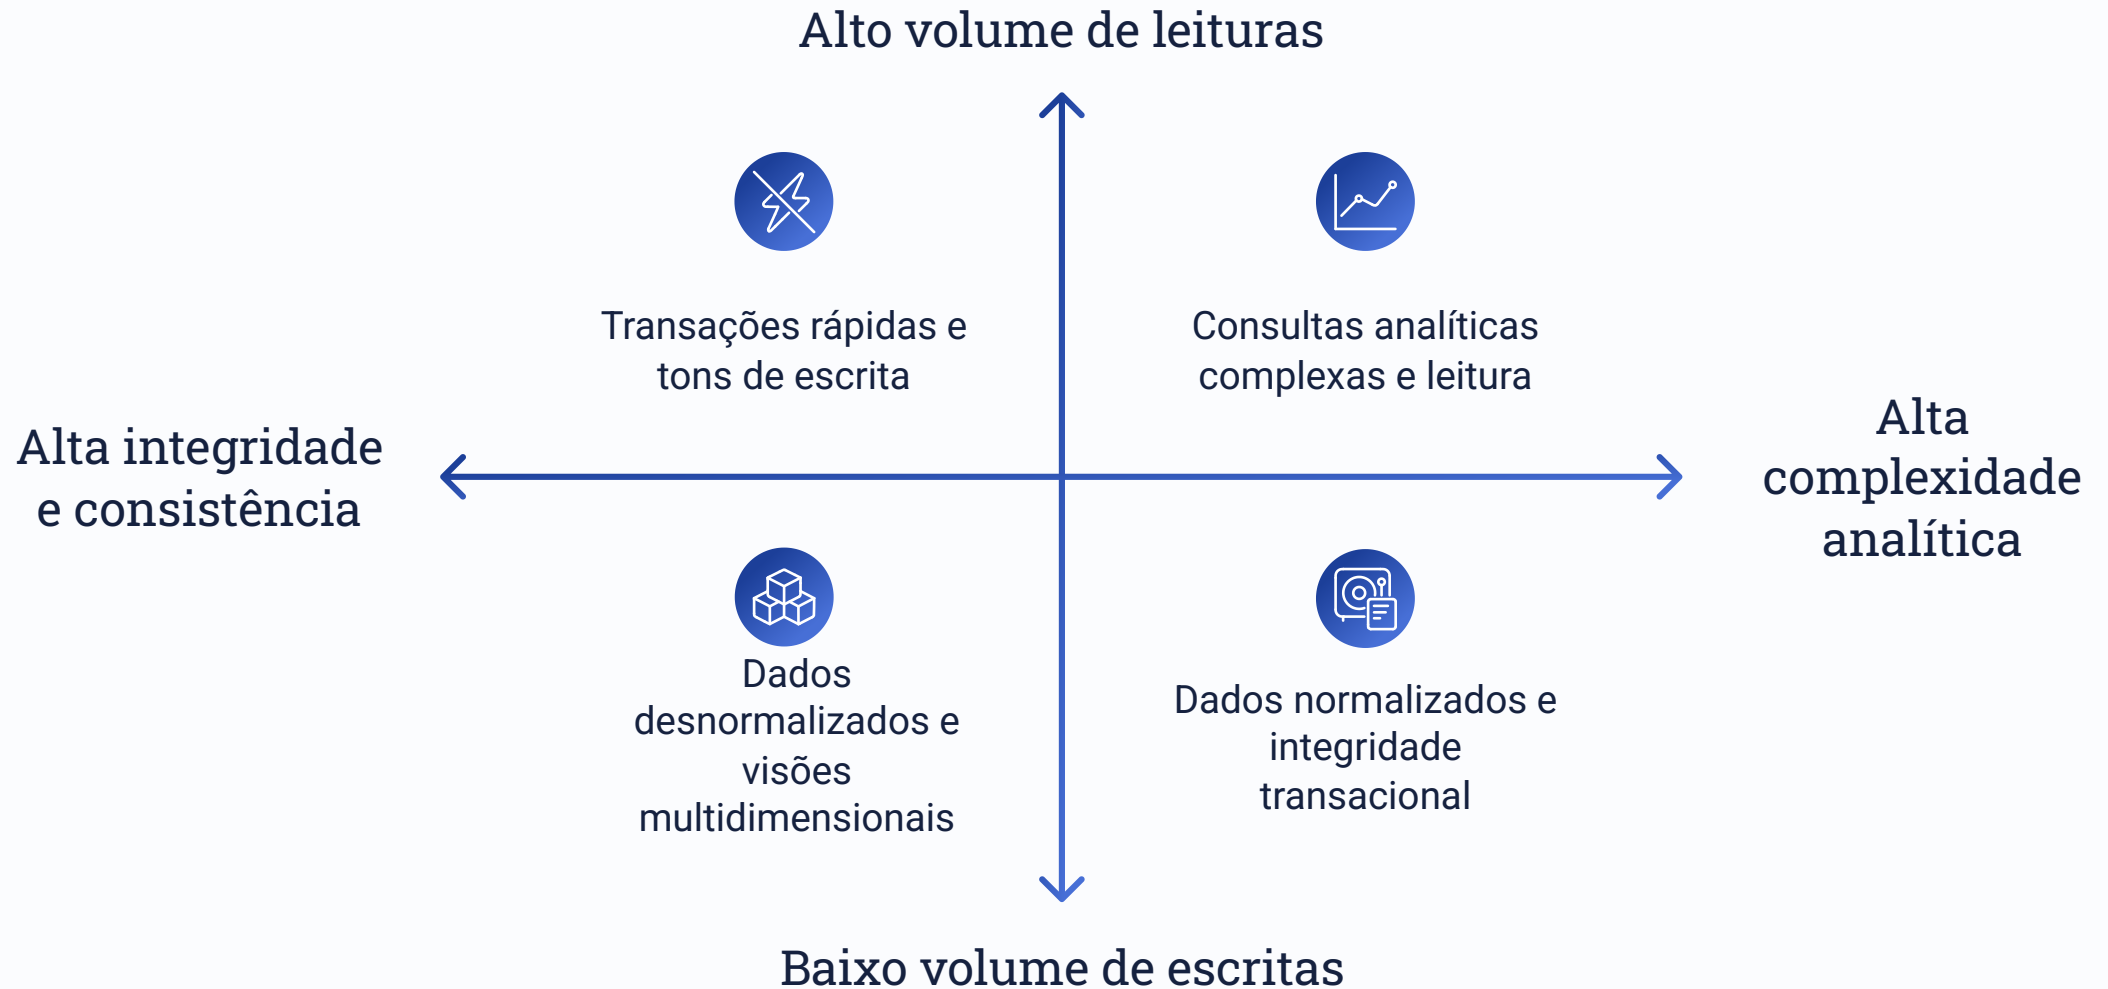 Alto volume de leituras
Transações rápidas e
tons de escrita
Consultas analíticas
complexas e leitura
Alta integridade
e consistência
Alta
complexidade
analítica
Dados
desnormalizados e
visões
multidimensionais
Dados normalizados e
integridade
transacional
Baixo volume de escritas